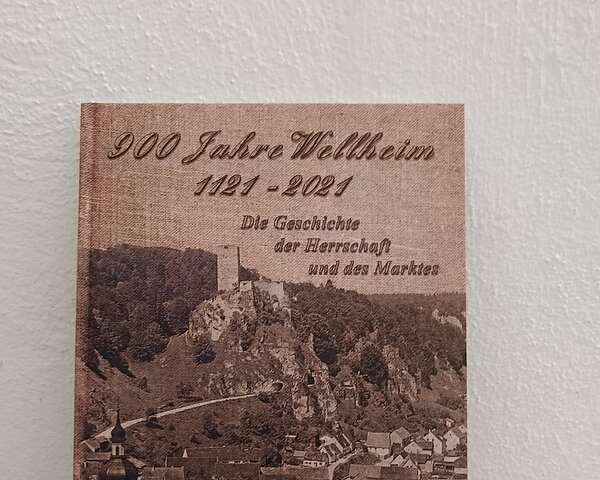 900 Jahre Wellheim
1121 - 2021
Die Geschichte
der Herrschaft
und des Marktes